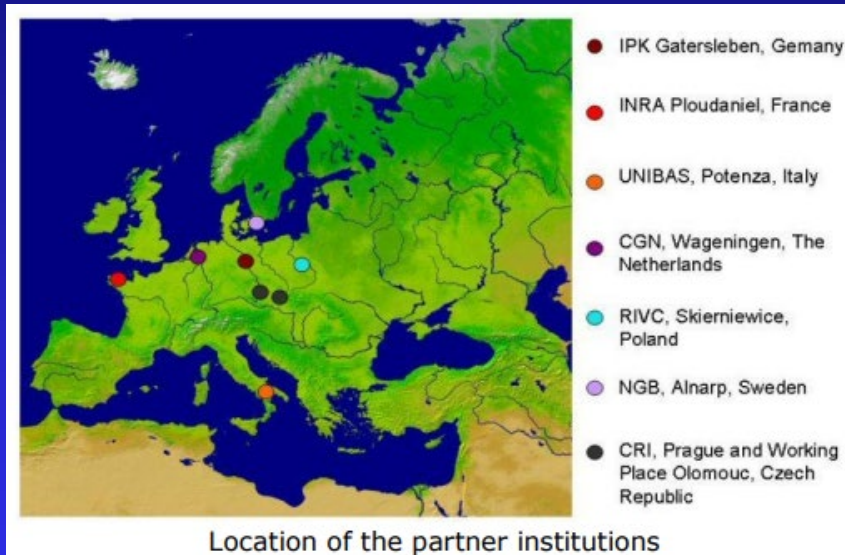 IPK Gatersleben, Gemany
INRA Ploudaniel, France
UNIBAS, Potenza, Italy
CGN, Wageningen, The
Netherlands
RIVC, Skierniewice,
Poland
NGB, Alnarp, Sweden
CRI, Prague and Working
Place Olomouc, Czech
Republic
Location of the partner institutions